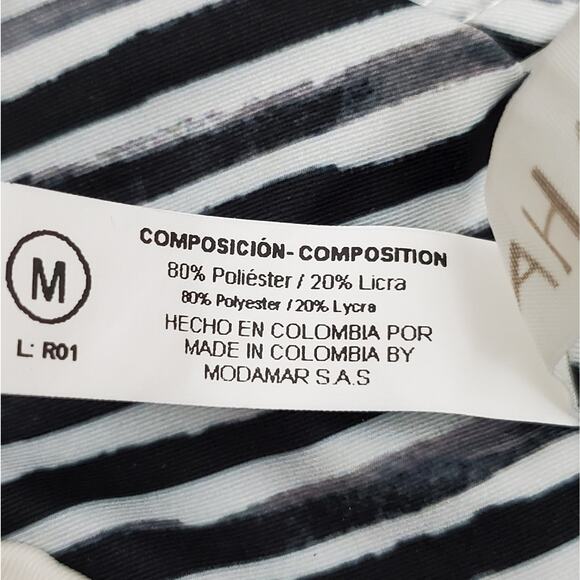 M
L: R01
COMPOSICIÓN- COMPOSITION
80% Poliéster / 20% Licra
80% Polyester / 20% Lycra
HECHO EN COLOMBIA POR
MADE IN COLOMBIA BY
MODAMAR S.A.S
AH